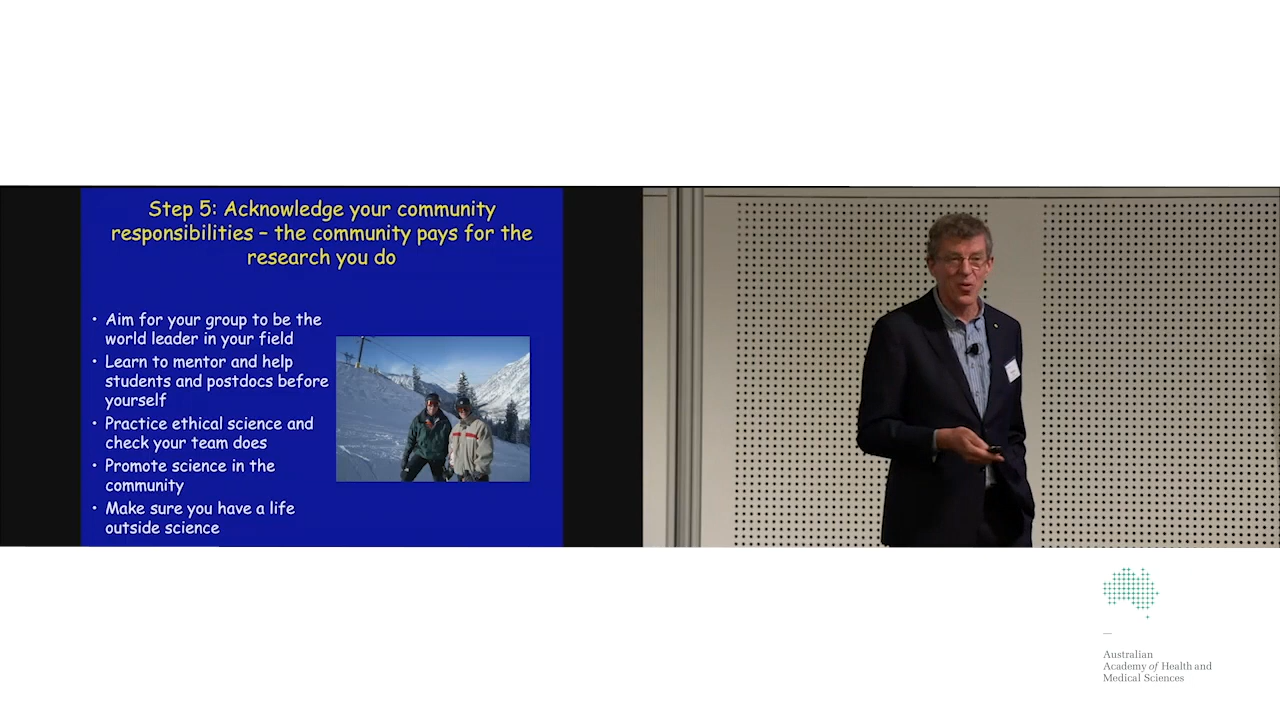 Step 5: Acknowledge your community
responsibilities – the community pays for the
research you do
• Aim for your group to be the
world leader in your field
• Learn to mentor and help
students and postdocs before
yourself
• Practice ethical science and
check your team does
• Promote science in the
community
• Make sure you have a life
outside science
Australian
Academy of Health and
Medical Sciences